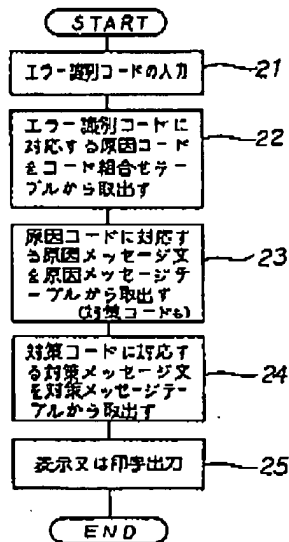 START
エラー識別コードの入力
21
エラー識別コードに
対応する原因コード
をコード組合せテー
ブルから取出す
22
原因コードに対応す
る原因メッセージ文
を原因メッセージテ
ーブルから取出す
(対策コードも)
23
対策コードに対応す
る対策メッセージ文
を対策メッセージテー
ブルから取出す
24
表示又は印字出力
25
END